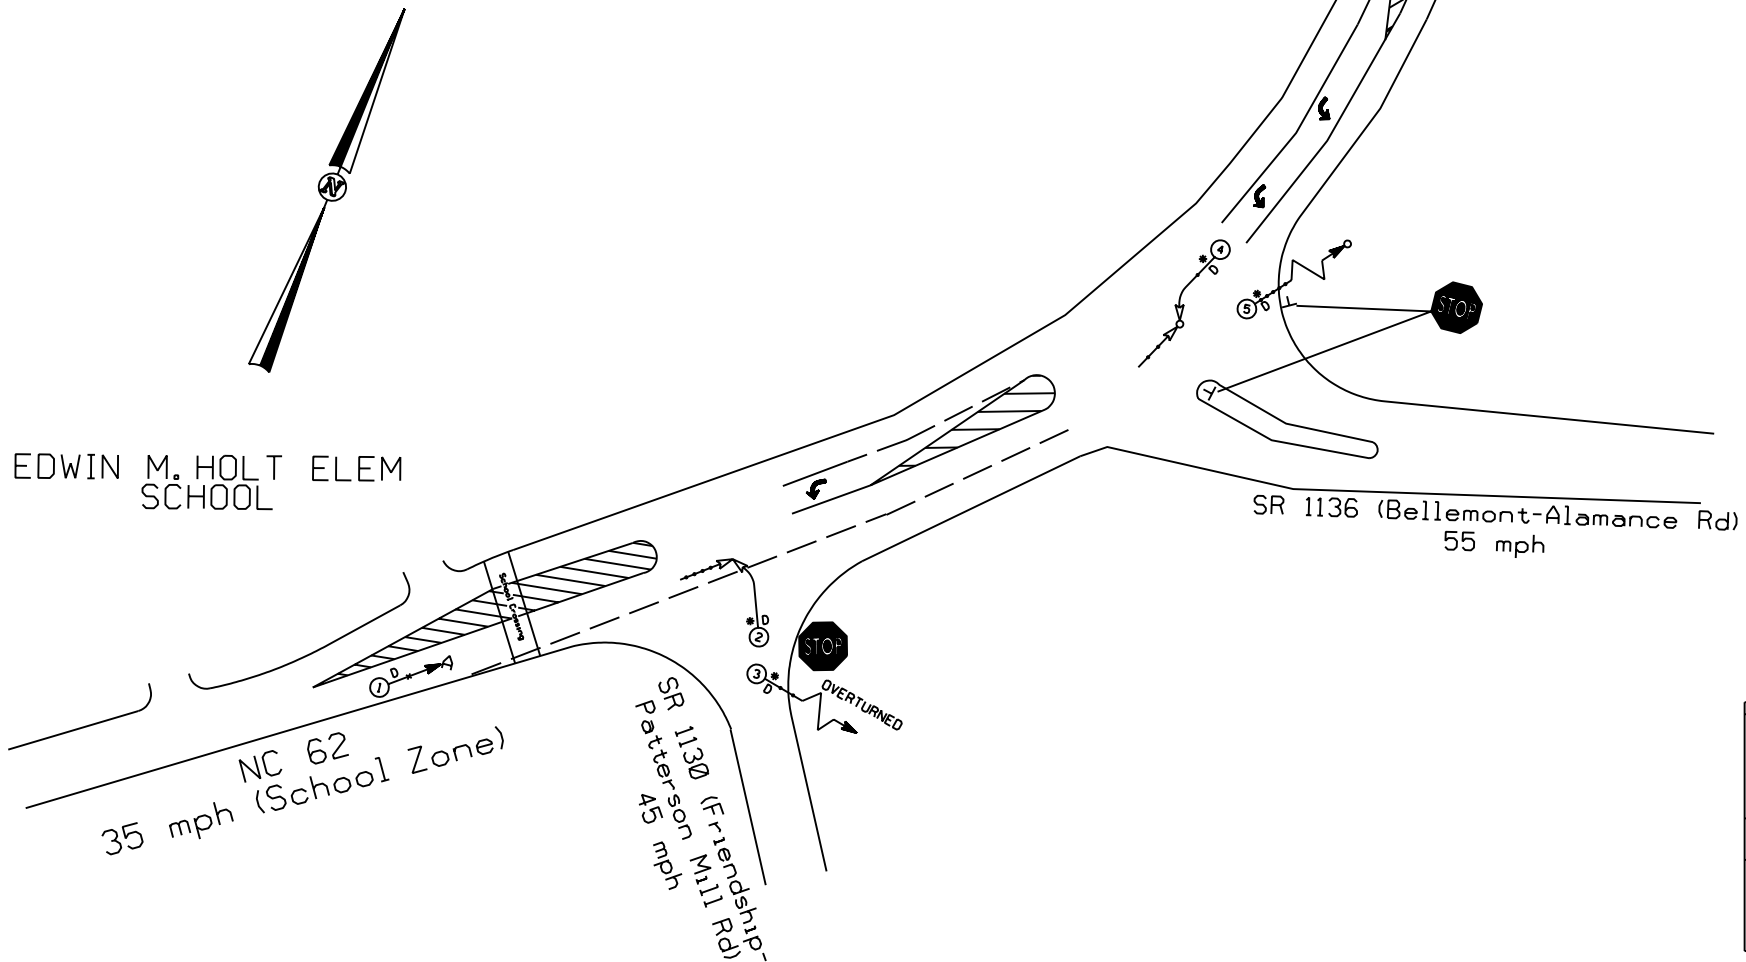 N
EDWIN M. HOLT ELEM
SCHOOL
4
* D
5
* D
STOP
SR 1136 (Bellemont-Alamance Rd)
55 mph
School Crossing
1
D *
* D
2
3
* D
STOP
OVERTURNED
NC 62
35 mph (School Zone)
SR 1130 (Friendship-
Patterson Mill Rd)
45 mph